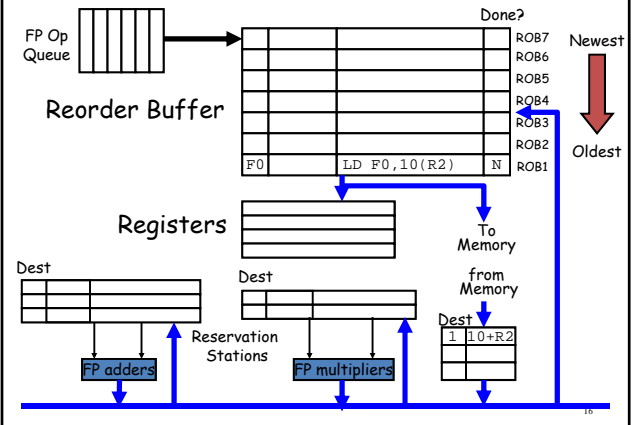 Done?
FP Op
Queue
ROB7
ROB6
ROB5
ROB4
ROB3
ROB2
ROB1
Newest
Oldest
Reorder Buffer
F0 LD F0,10(R2) N
Registers
To
Memory
from
Memory
Dest
Dest
Dest
1 10+R2
Reservation
Stations
FP adders
FP multipliers
16